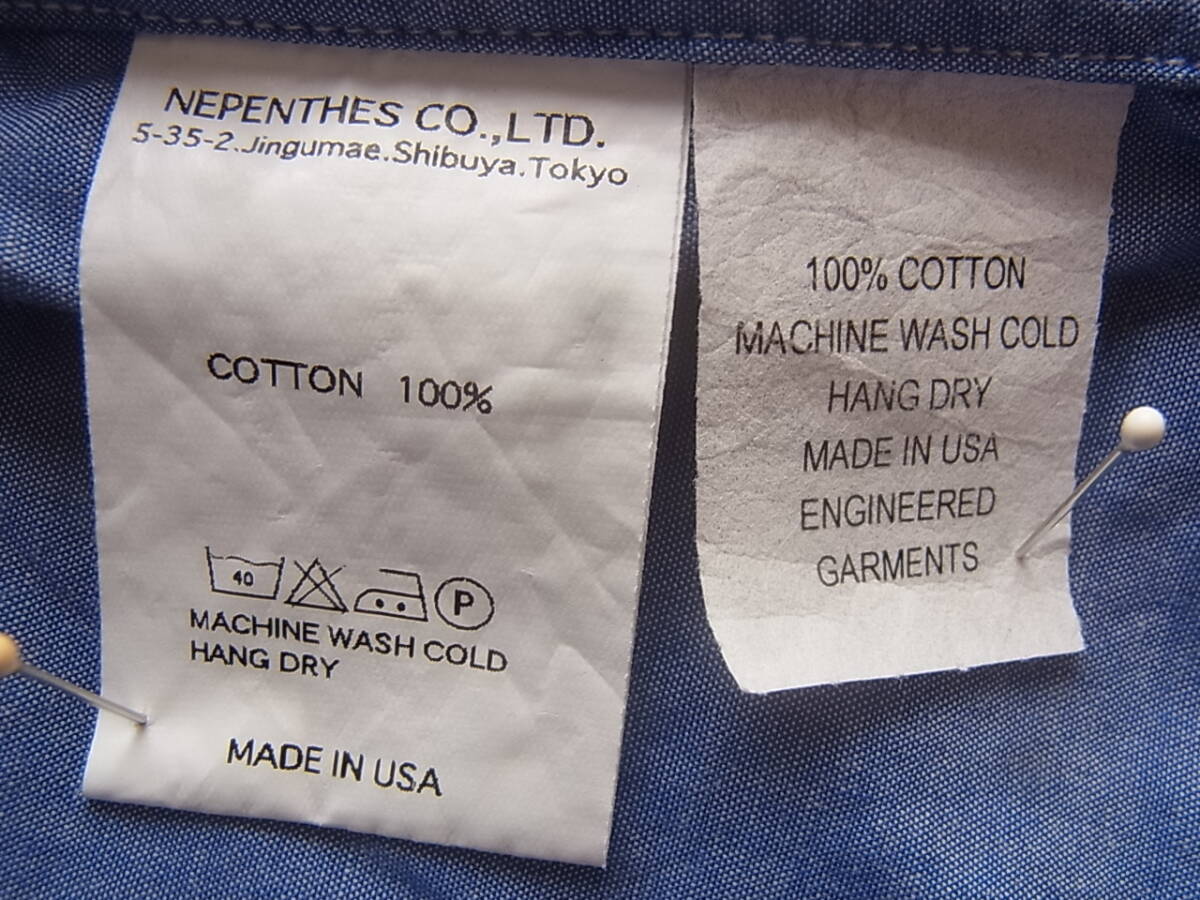 NEPENTHES CO.,LTD.
5-35-2.Jingumae.Shibuya.Tokyo
COTTON 100%
40
P
MACHINE WASH COLD
HANG DRY
MADE IN USA
100% COTTON
MACHINE WASH COLD
HANG DRY
MADE IN USA
ENGINEERED
GARMENTS